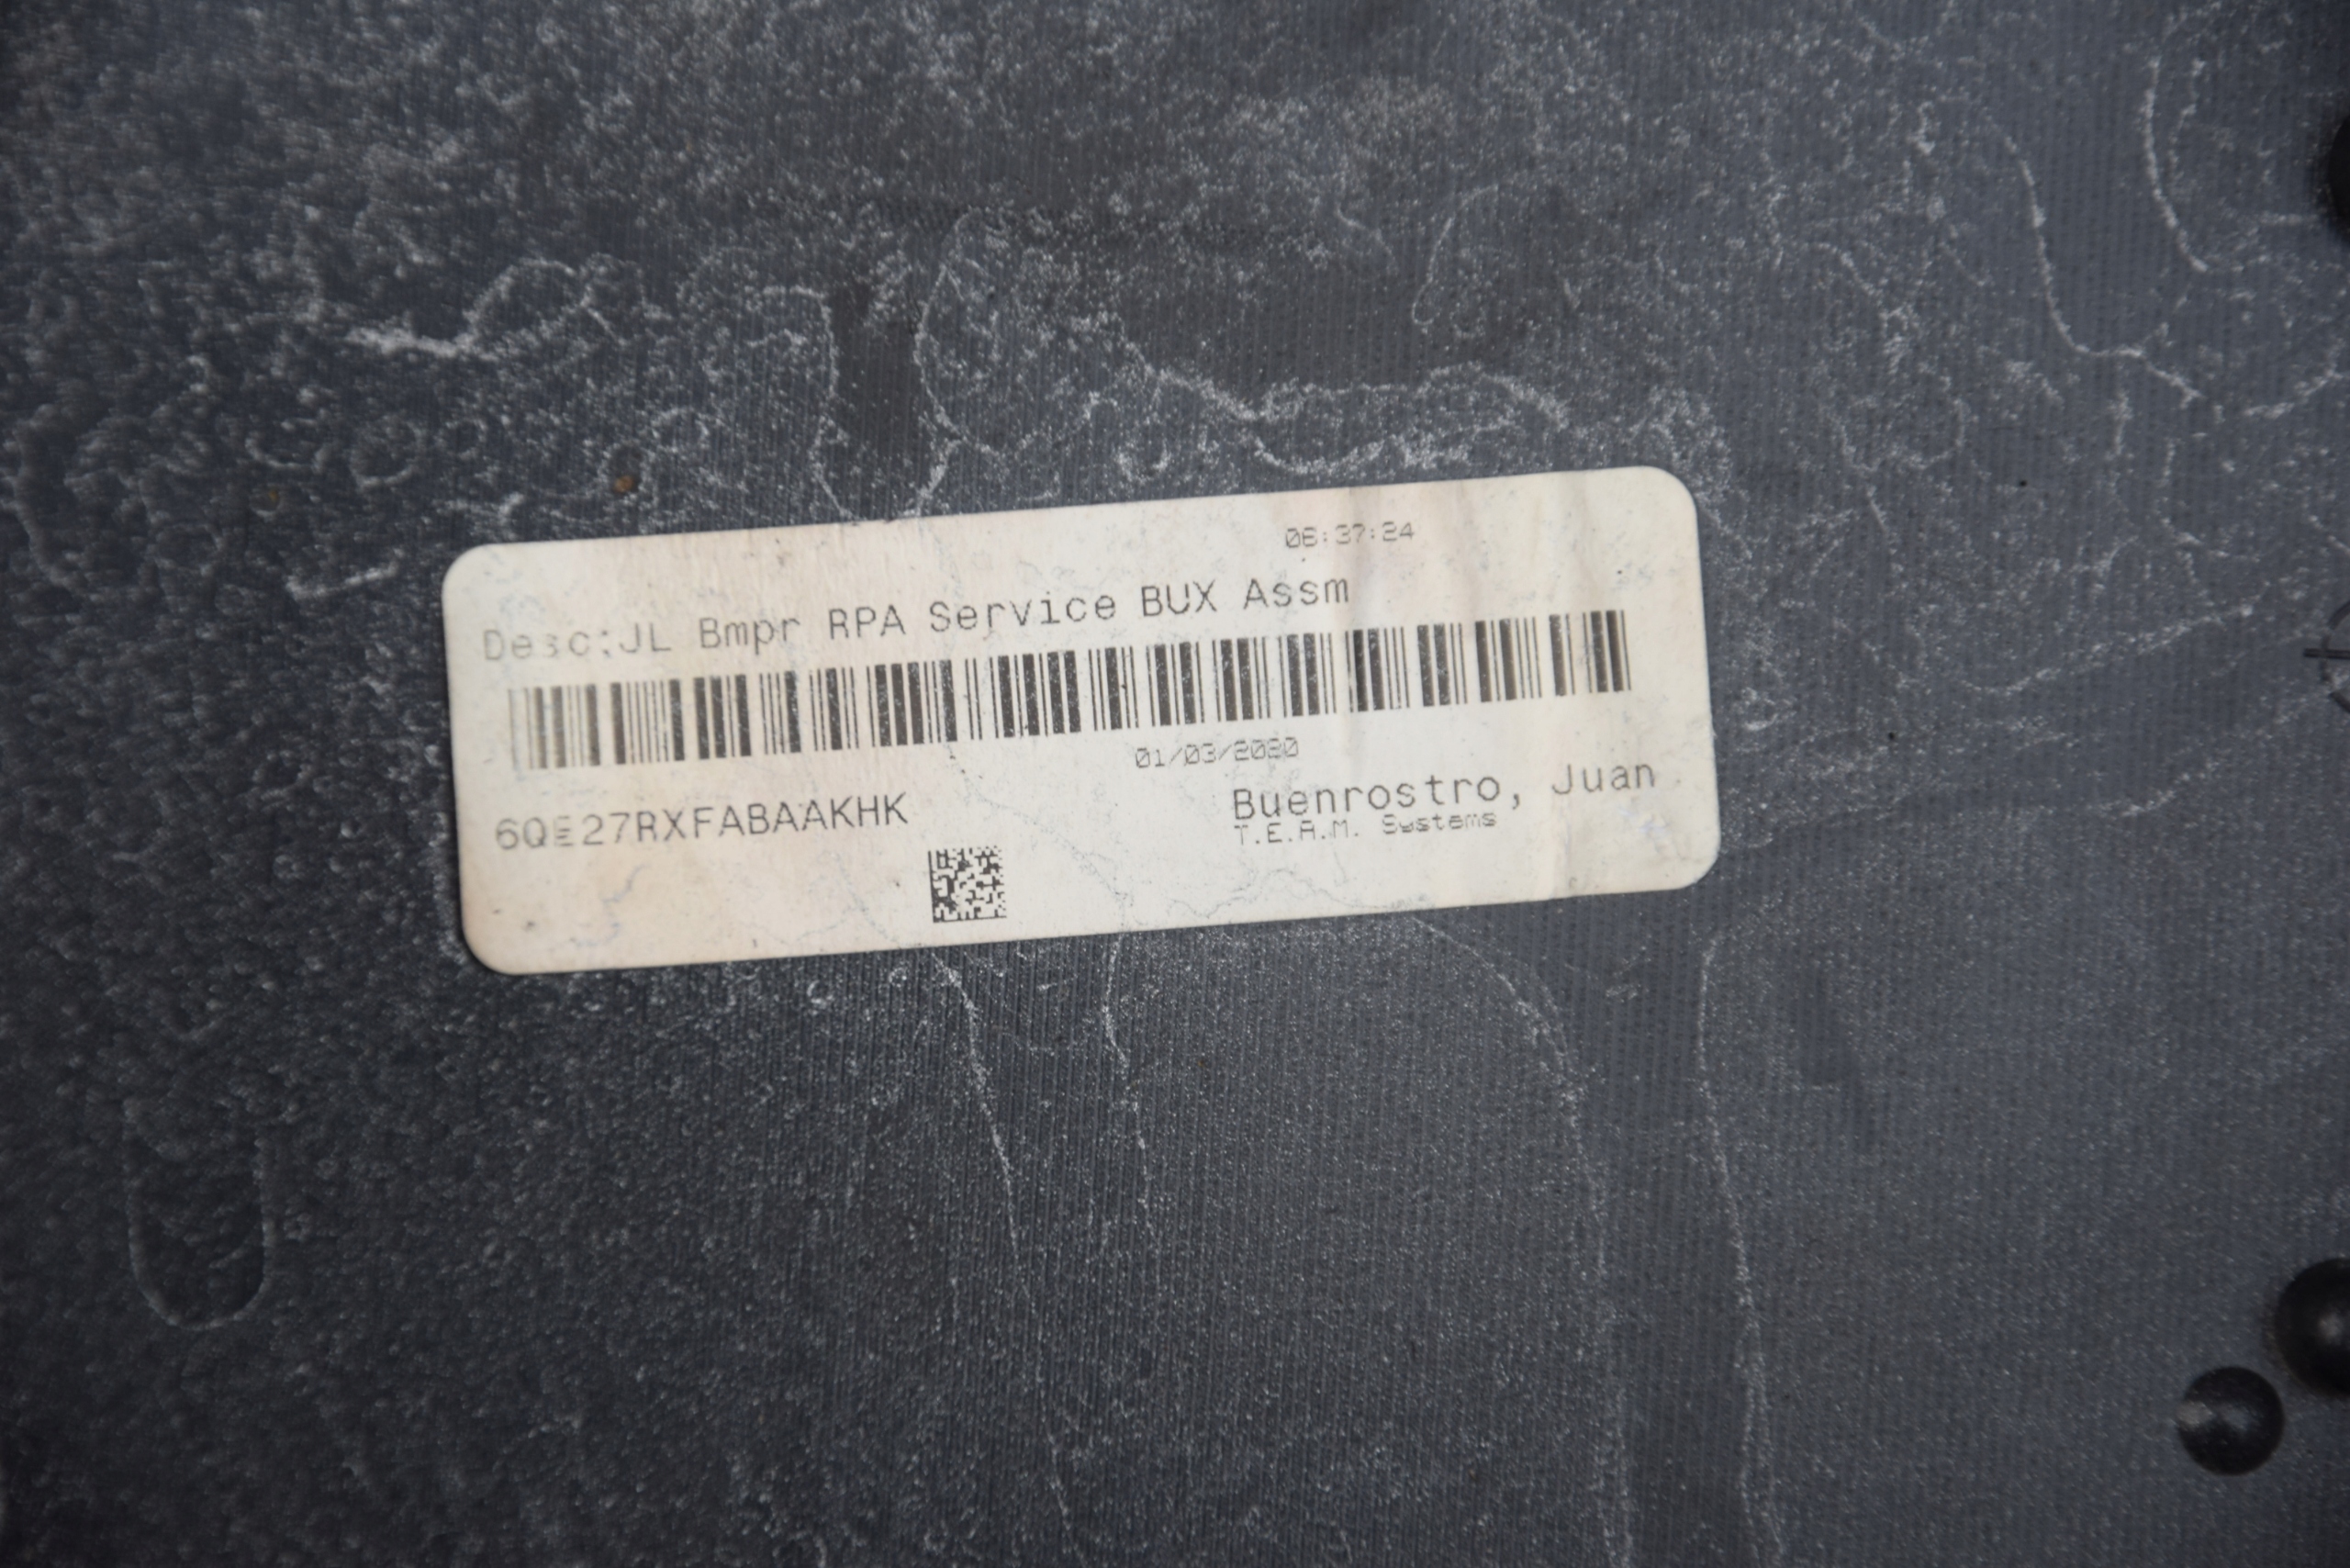 06:37:24
Desc:JL Bmpr RPA Service BUX Assm
01/03/2020
6QE27RXFABAAKHK
Buenrostro, Juan
T.E.A.M. Systems